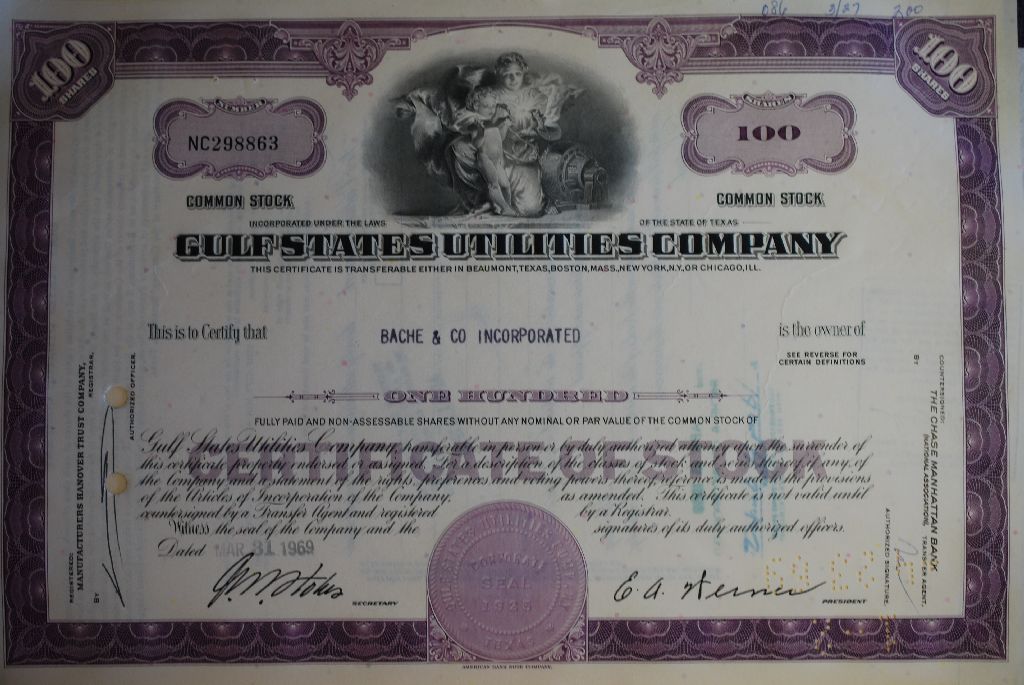 086 3/27 200
100
SHARES
100
SHARES
NUMBER
NC298863
SHARES
100
COMMON STOCK
COMMON STOCK
INCORPORATED UNDER THE LAWS
OF THE STATE OF TEXAS
GULF STATES UTILITIES COMPANY
THIS CERTIFICATE IS TRANSFERABLE EITHER IN BEAUMONT, TEXAS, BOSTON, MASS., NEW YORK, N.Y., OR CHICAGO, ILL.
This is to Certify that
BACHE & CO INCORPORATED
is the owner of
SEE REVERSE FOR
CERTAIN DEFINITIONS
ONE HUNDRED
FULLY PAID AND NON-ASSESSABLE SHARES WITHOUT ANY NOMINAL OR PAR VALUE OF THE COMMON STOCK OF
Gulf States Utilities Company, transferable in person or by duly authorized attorney upon the surrender of
this certificate properly endorsed or assigned. For a description of the classes of stock and series thereof, if any, of
the Company and a statement of the rights, preferences and voting powers thereof reference is made to the provisions
of the Articles of Incorporation of the Company, as amended. This certificate is not valid until
countersigned by a Transfer Agent and registered by a Registrar.
Witness the seal of the Company and the signatures of its duly authorized officers.
Dated MAR 31 1969
SECRETARY
E. A. Werner
PRESIDENT
CORPORATE
SEAL
1925
TEXAS
REGISTERED:
MANUFACTURERS HANOVER TRUST COMPANY,
REGISTRAR,
BY
AUTHORIZED OFFICER.
COUNTERSIGNED:
THE CHASE MANHATTAN BANK
(NATIONAL ASSOCIATION),
TRANSFER AGENT,
BY
AUTHORIZED SIGNATURE.
AMERICAN BANK NOTE COMPANY.